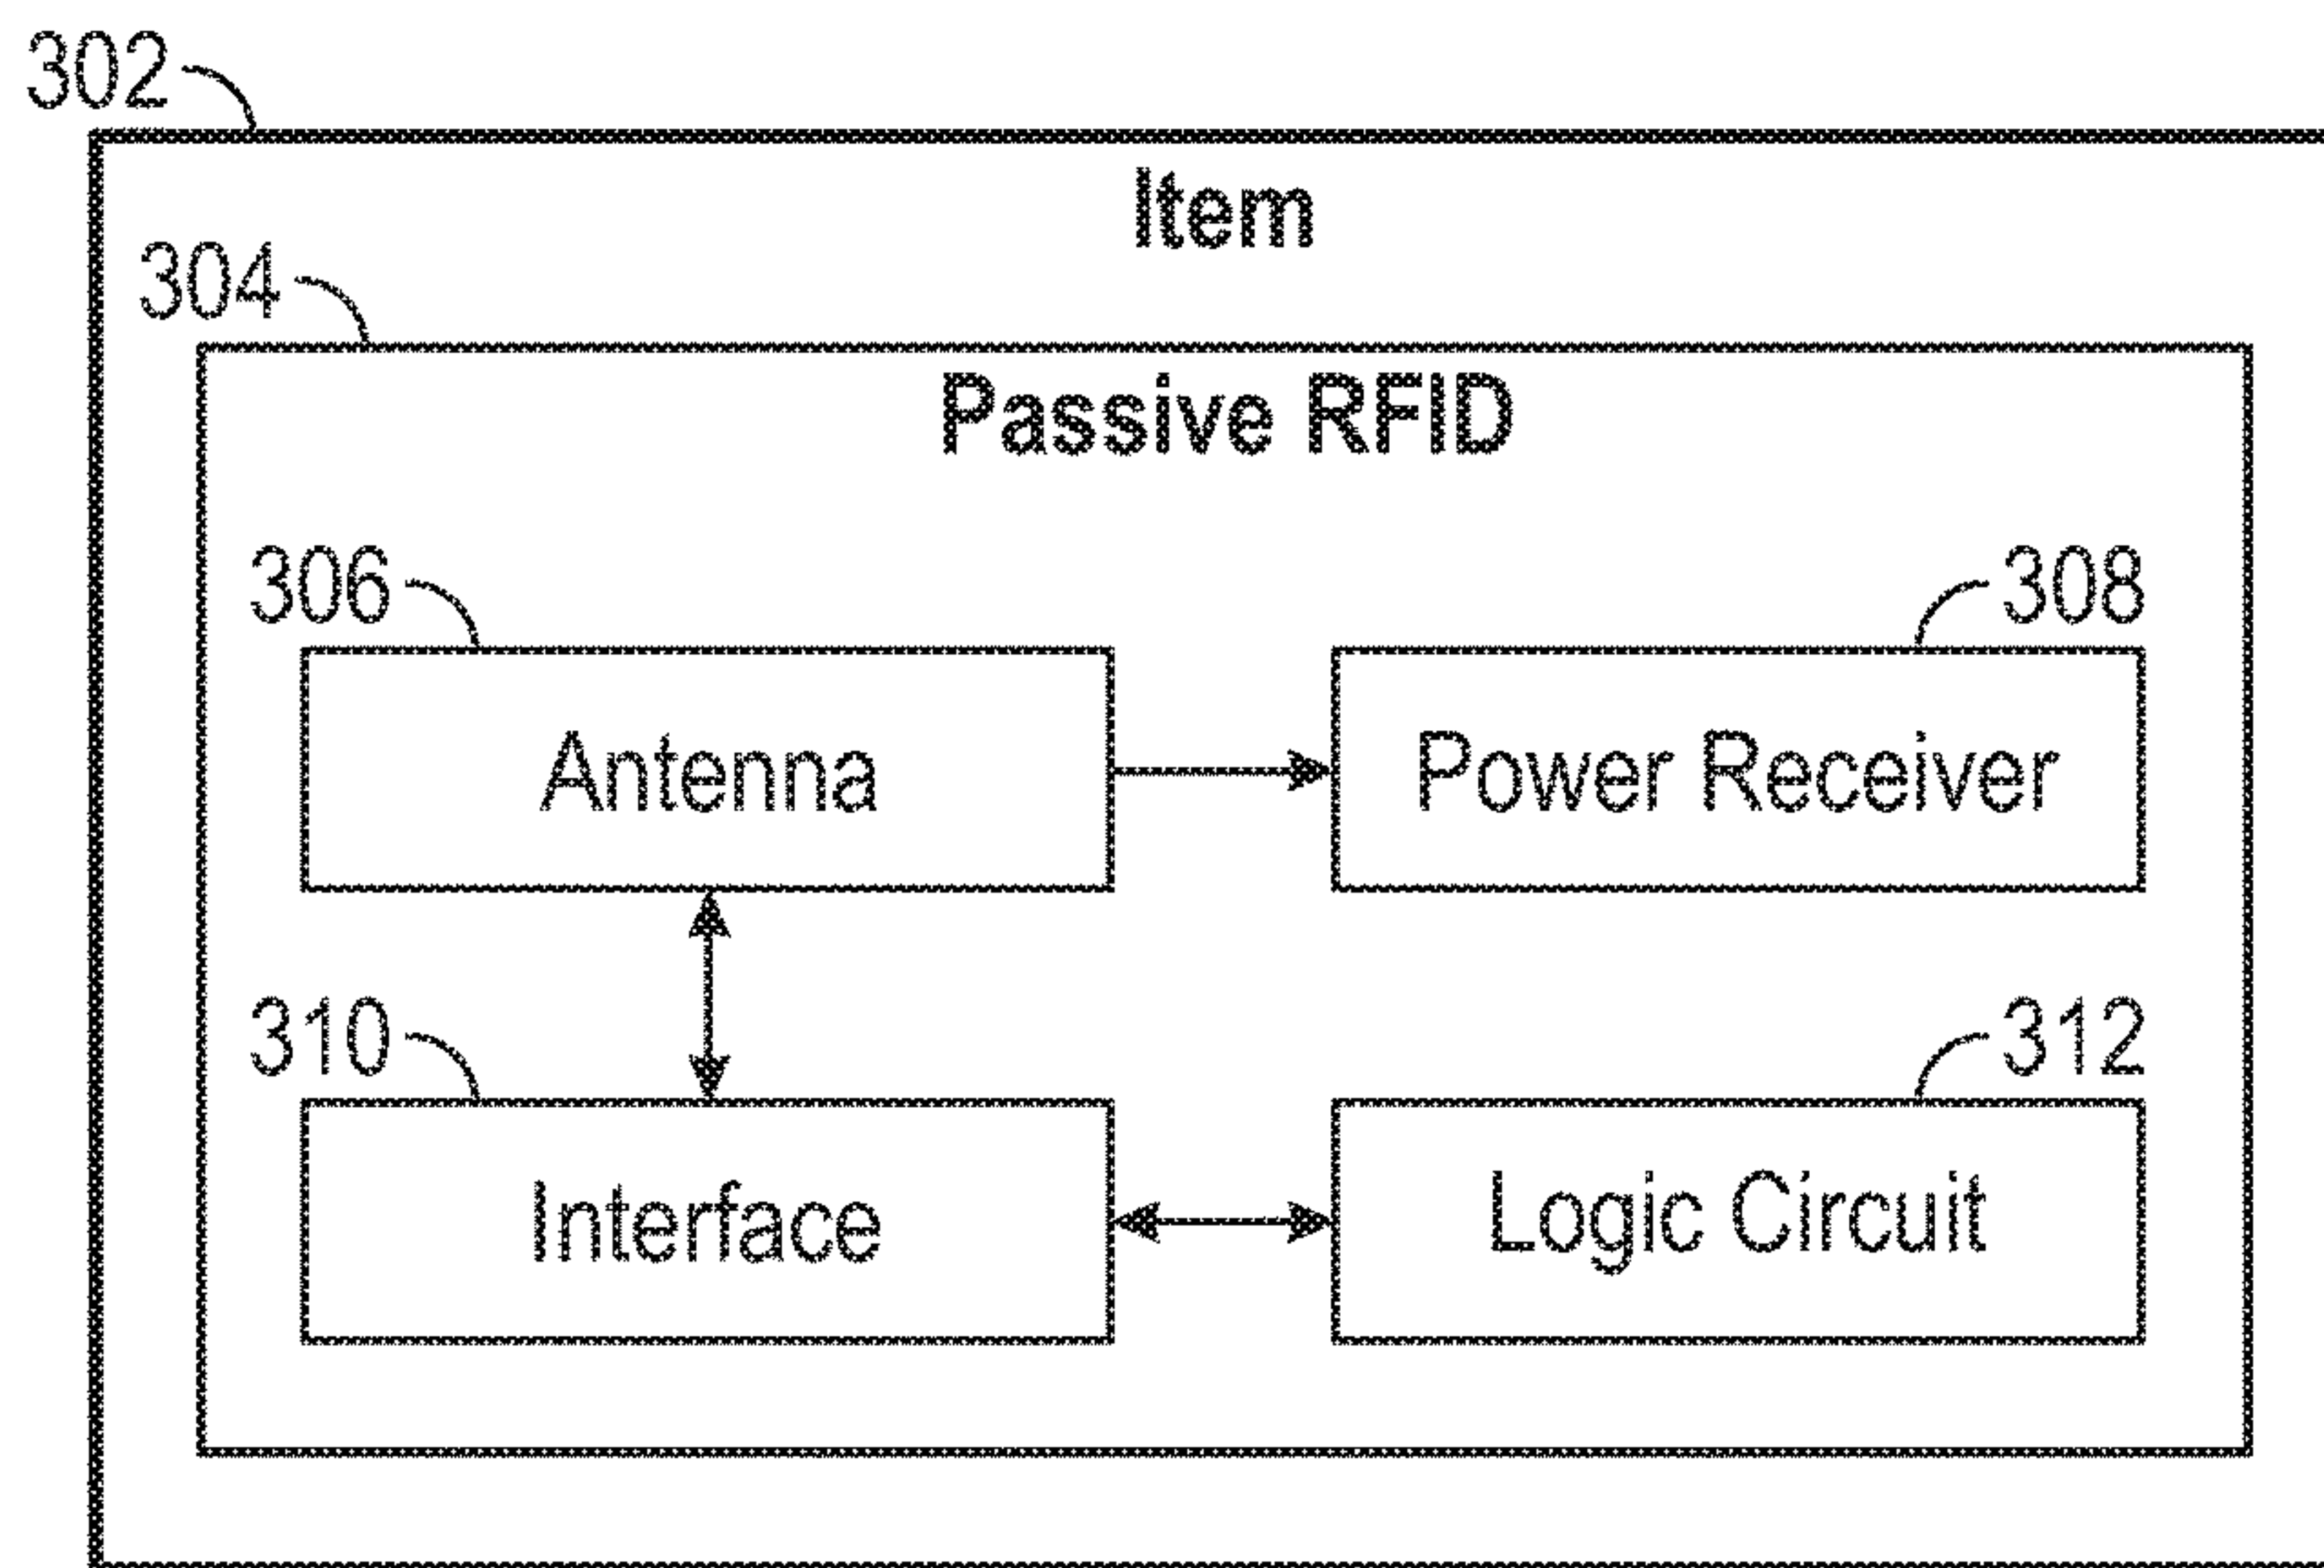 302
Item
304
Passive RFID
306
308
Antenna
Power Receiver
310
312
Interface
Logic Circuit